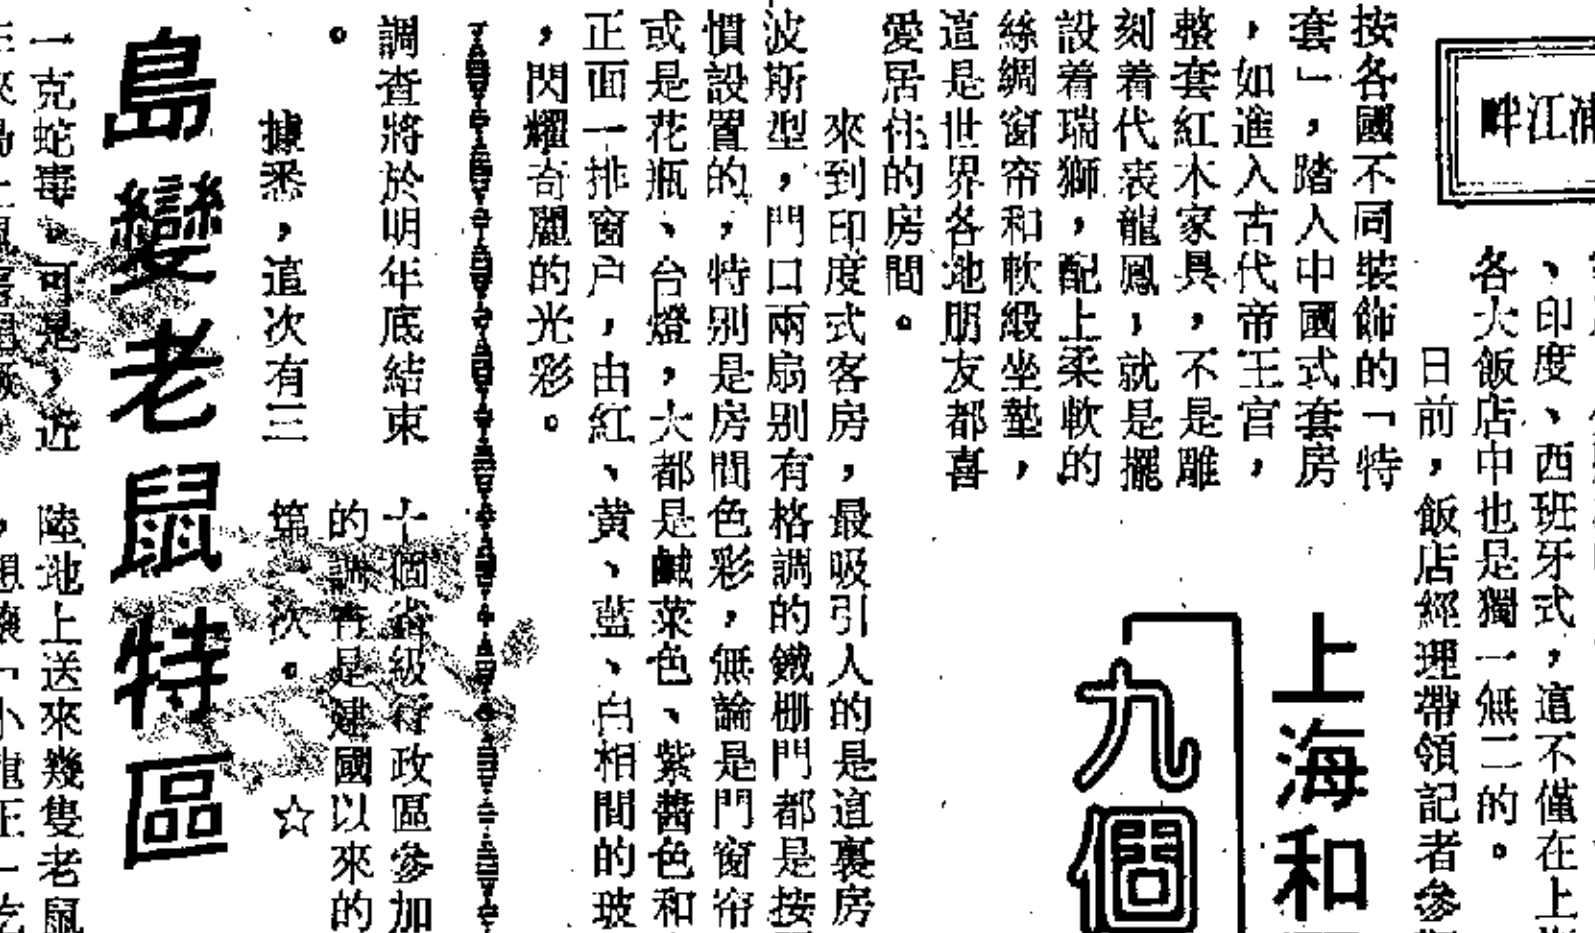 浦江畔
、印度、西班牙式，這不僅在上
各大飯店中也是獨一無二的。
日前，飯店經理帶領記者參
上海和
九個
按各國不同裝飾的「特
套」，踏入中國式套房
，如進入古代帝王宫，
整套紅木家具，不是雕
刻着代表龍鳳，就是擺
設着瑞獅，配上柔軟的
絲綢窗帘和軟緞坐墊，
這是世界各地朋友都喜
愛居住的房間。
來到印度式客房，最吸引人的是這裏房
波斯型，門口兩扇别有格調的鐵柵門都是按
慣設置的，特别是房間色彩，無論是門窗帘
或是花瓶、台燈，大都是鹹菜色、紫醬色和
正面一排窗户，由紅、黄、藍、白相間的玻
，閃耀奇麗的光彩。
調查將於明年底結束
。
據悉，這次有三
十個省級行政區參加
的調查是建國以來的
第一次。☆
島變老鼠特區
一克蛇毒。可是，近
陸地上送來幾隻老鼠